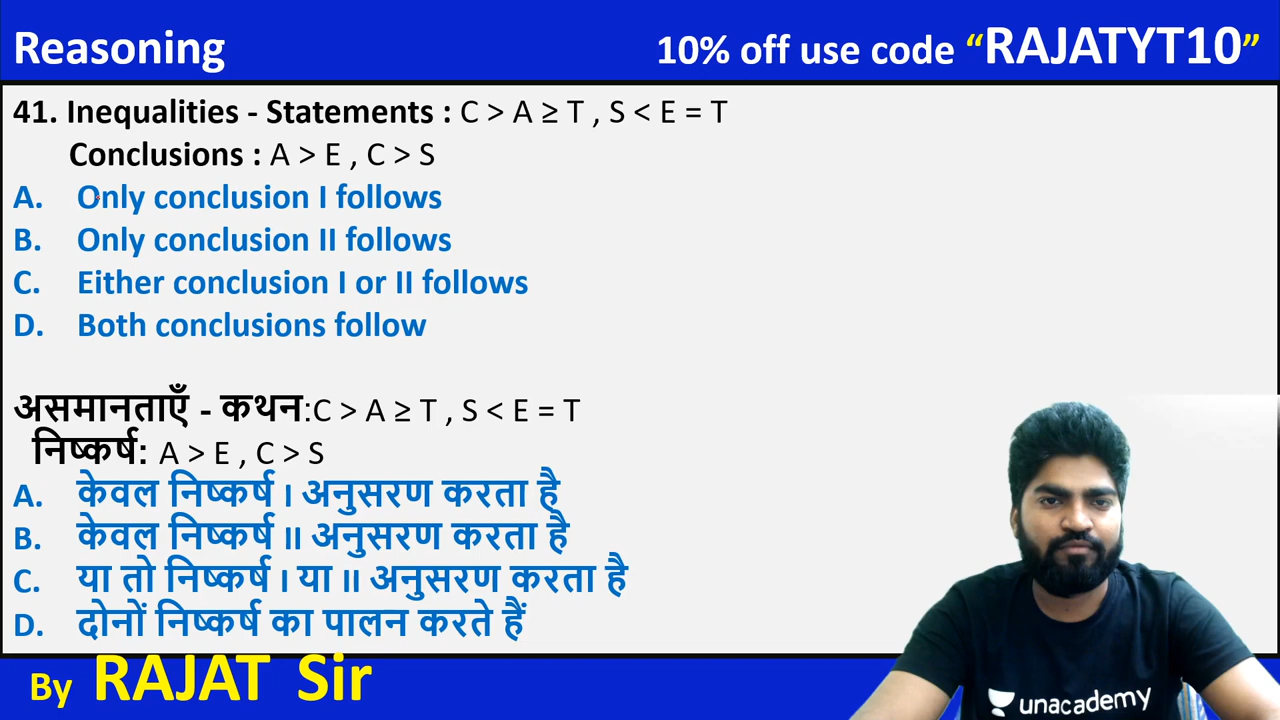 Reasoning
10% off use code “RAJATYT10”
41. Inequalities - Statements : C > A ≥ T , S < E = T
Conclusions : A > E , C > S
A. Only conclusion I follows
B. Only conclusion II follows
C. Either conclusion I or II follows
D. Both conclusions follow
असमानताएँ - कथन:C > A ≥ T , S < E = T
निष्कर्ष: A > E , C > S
A. केवल निष्कर्ष I अनुसरण करता है
B. केवल निष्कर्ष II अनुसरण करता है
C. या तो निष्कर्ष I या II अनुसरण करता है
D. दोनों निष्कर्ष का पालन करते हैं
By RAJAT Sir
unacademy